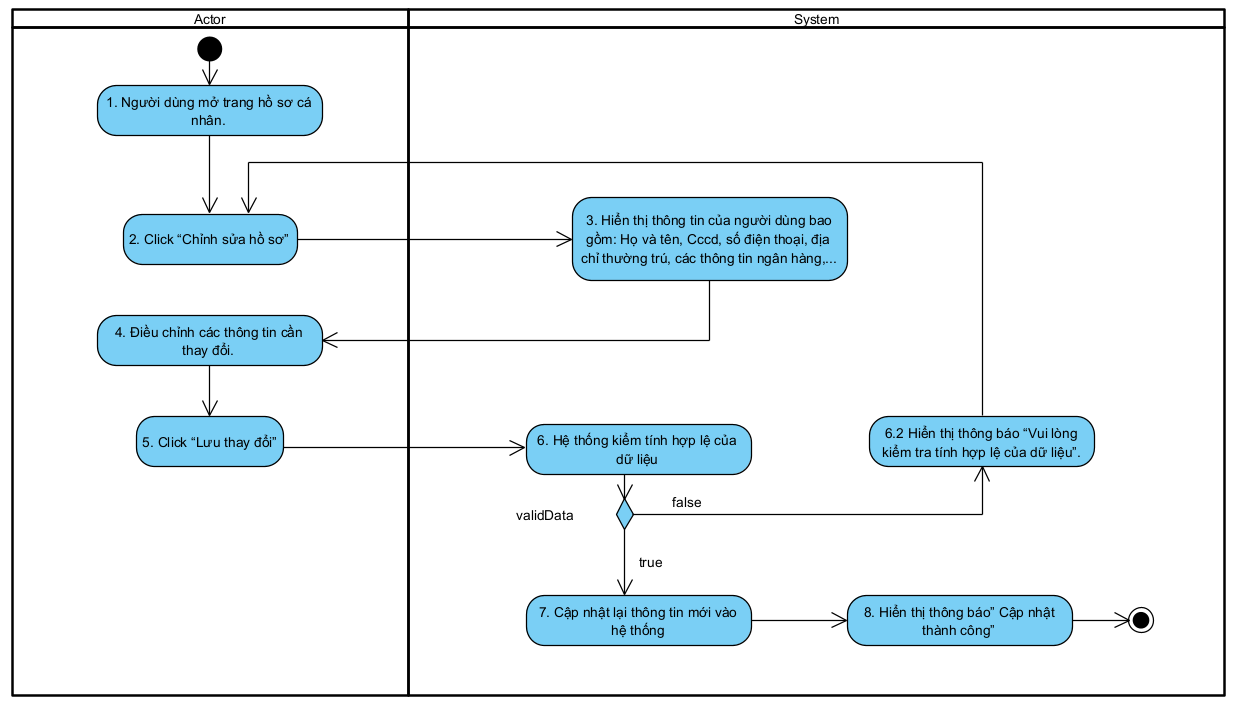 Actor
System
1. Người dùng mở trang hồ sơ cá
nhân.
2. Click “Chỉnh sửa hồ sơ”
3. Hiển thị thông tin của người dùng bao
gồm: Họ và tên, Cccd, số điện thoại, địa
chỉ thường trú, các thông tin ngân hàng,...
4. Điều chỉnh các thông tin cần
thay đổi.
5. Click “Lưu thay đổi”
6. Hệ thống kiểm tính hợp lệ của
dữ liệu
6.2 Hiển thị thông báo “Vui lòng
kiểm tra tính hợp lệ của dữ liệu”.
false
validData
true
7. Cập nhật lại thông tin mới vào
hệ thống
8. Hiển thị thông báo” Cập nhật
thành công”